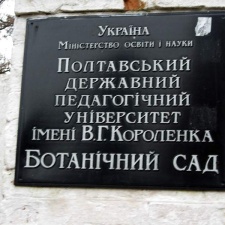 Україна
Міністерство освіти і науки
Полтавський
державний
педагогічний
університет
імені В.Г.Короленка
Ботанічний сад